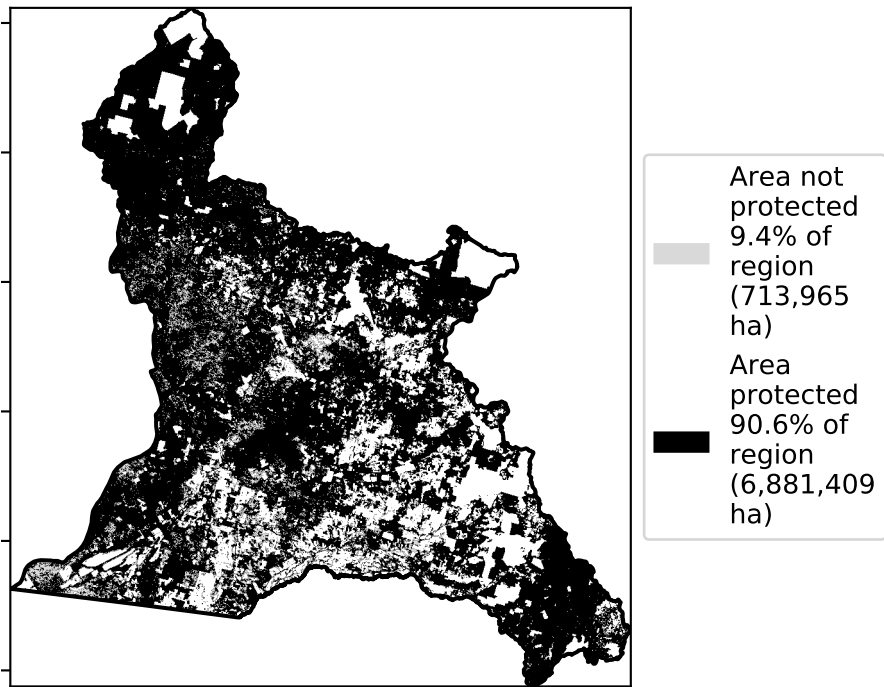 Area not
protected
9.4% of
region
(713,965
ha)
Area
protected
90.6% of
region
(6,881,409
ha)